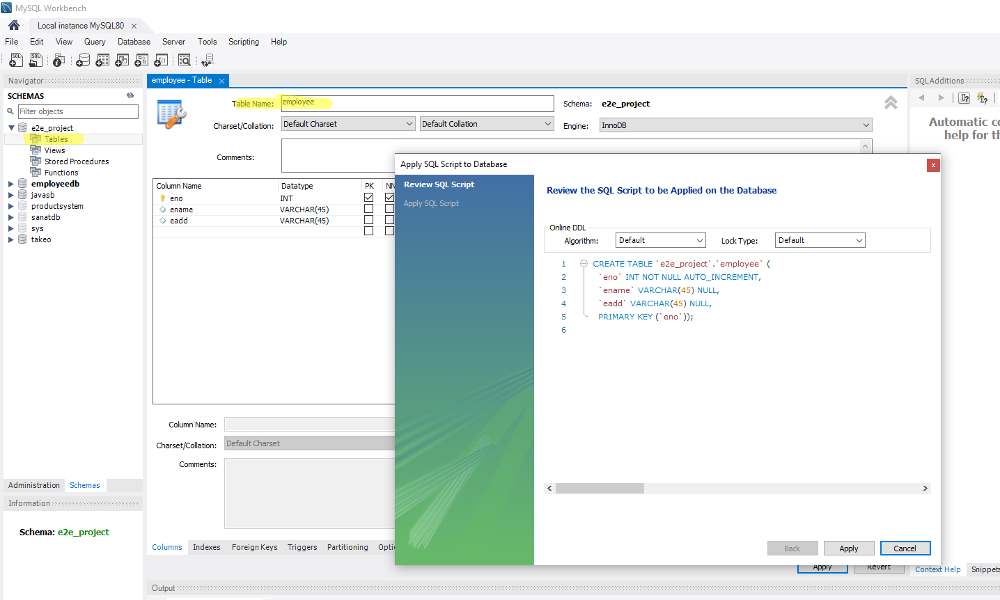 MySQL Workbench
Local instance MySQL80
File Edit View Query Database Server Tools Scripting Help
Navigator
SCHEMAS
Filter objects
e2e_project
Tables
Views
Stored Procedures
Functions
employeedb
javasb
productsystem
sanatdb
sys
takeo
Administration Schemas
Information
Schema: e2e_project
employee - Table
Table Name: employee Schema: e2e_project
Charset/Collation: Default Charset Default Collation Engine: InnoDB
Comments:
Column Name Datatype PK NN
eno INT
ename VARCHAR(45)
eadd VARCHAR(45)
Column Name:
Charset/Collation: Default Charset
Comments:
Columns Indexes Foreign Keys Triggers Partitioning
Apply Revert
Output
Apply SQL Script to Database
Review SQL Script
Apply SQL Script
Review the SQL Script to be Applied on the Database
Online DDL
Algorithm: Default Lock Type: Default
1 CREATE TABLE `e2e_project`.`employee` (
2 `eno` INT NOT NULL AUTO_INCREMENT,
3 `ename` VARCHAR(45) NULL,
4 `eadd` VARCHAR(45) NULL,
5 PRIMARY KEY (`eno`));
6
Back Apply Cancel
SQLAdditions
Automatic
help for
Context Help Snippets